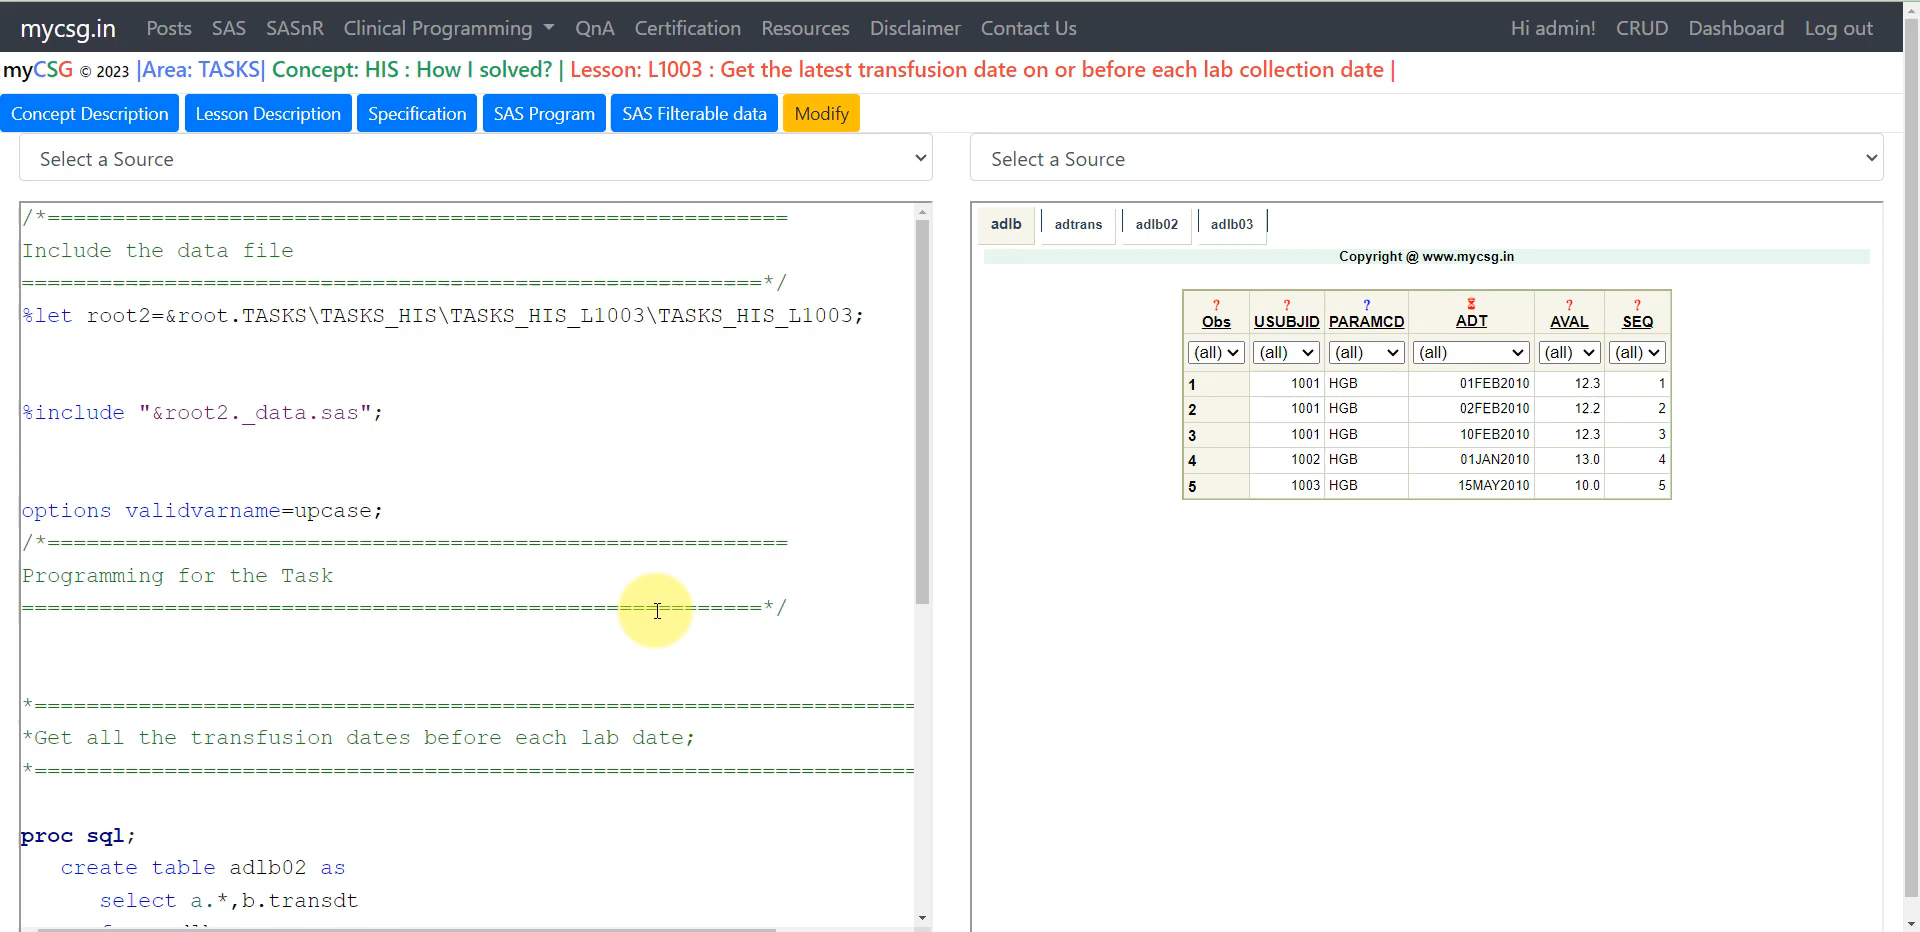 mycsg.in Posts SAS SASnR Clinical Programming QnA Certification Resources Disclaimer Contact Us Hi admin! CRUD Dashboard Log out
myCSG © 2023 |Area: TASKS| Concept: HIS : How I solved? | Lesson: L1003 : Get the latest transfusion date on or before each lab collection date |
Concept Description Lesson Description Specification SAS Program SAS Filterable data Modify
Select a Source
/*=========================================================
Include the data file
=========================================================*/
%let root2=&root.TASKS\TASKS_HIS\TASKS_HIS_L1003\TASKS_HIS_L1003;
%include "&root2._data.sas";
options validvarname=upcase;
/*=========================================================
Programming for the Task
=========================================================*/
*====================================================================
*Get all the transfusion dates before each lab date;
*====================================================================
proc sql;
create table adlb02 as
select a.*,b.transdt
Select a Source
adlb adtrans adlb02 adlb03
Copyright @ www.mycsg.in
? ? ? ? ?
Obs USUBJID PARAMCD ADT AVAL SEQ
(all) (all) (all) (all) (all) (all)
1 1001 HGB 01FEB2010 12.3 1
2 1001 HGB 02FEB2010 12.2 2
3 1001 HGB 10FEB2010 12.3 3
4 1002 HGB 01JAN2010 13.0 4
5 1003 HGB 15MAY2010 10.0 5